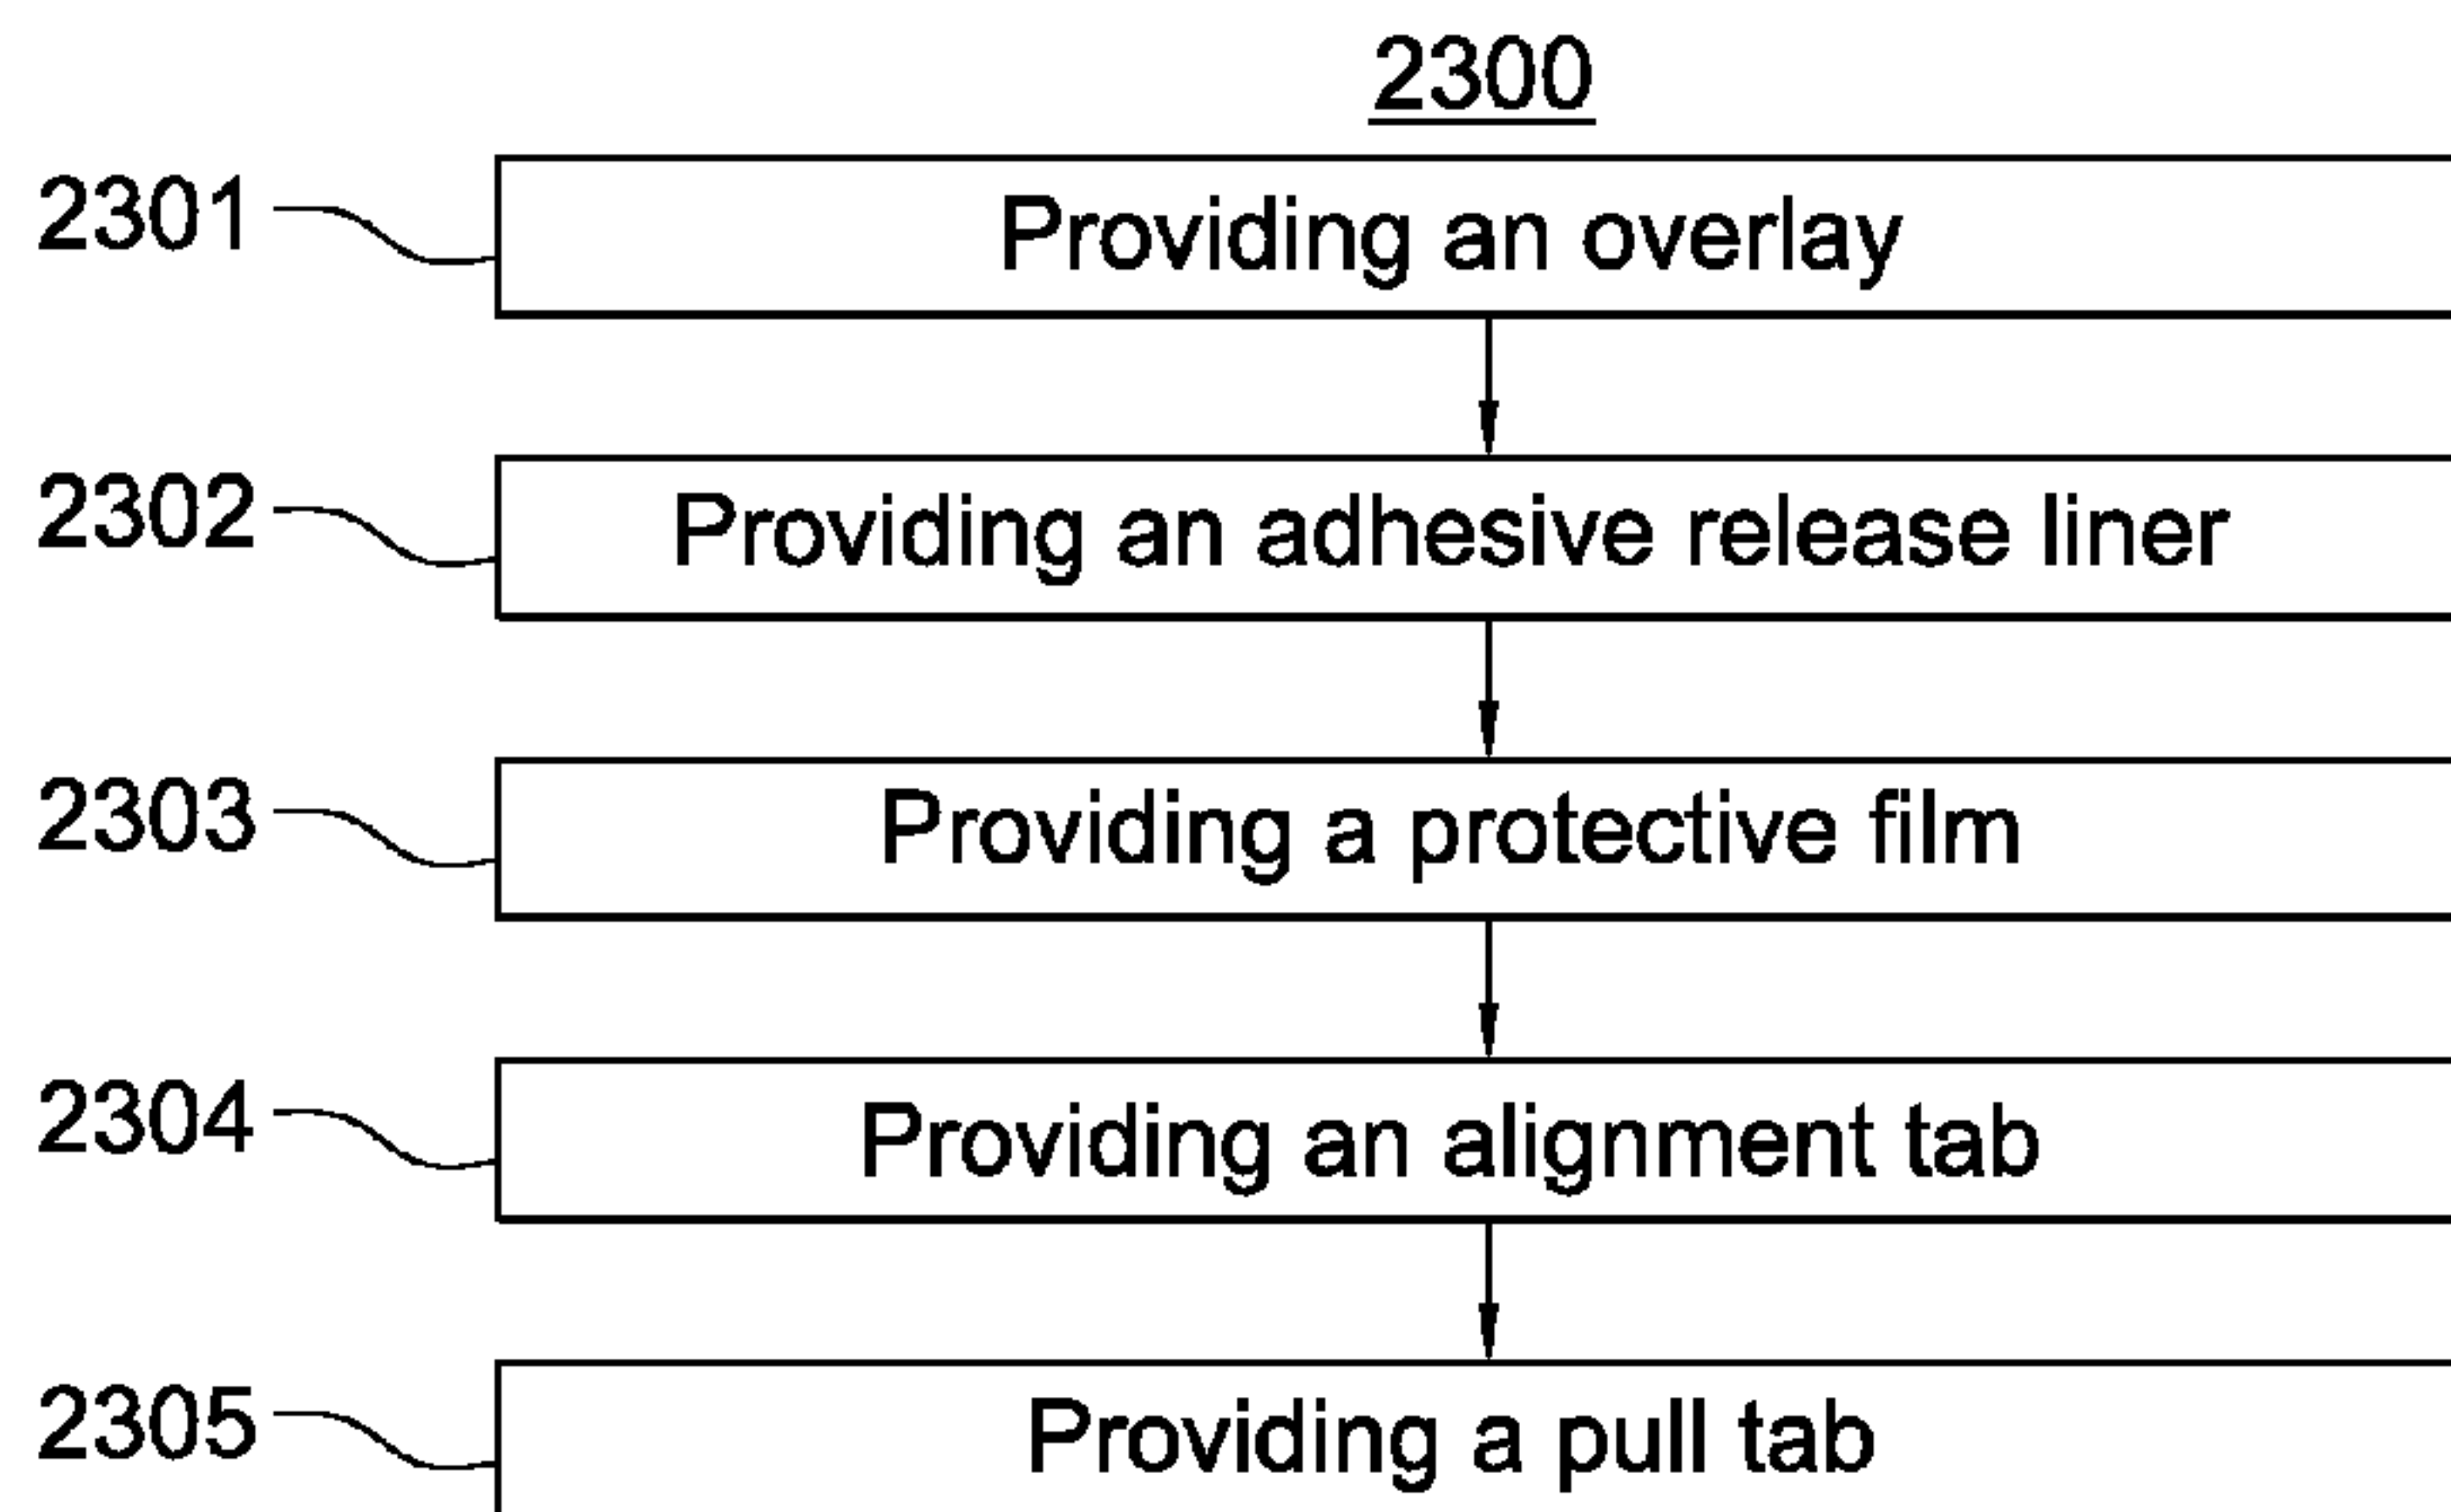 2300
2301 Providing an overlay
2302 Providing an adhesive release liner
2303 Providing a protective film
2304 Providing an alignment tab
2305 Providing a pull tab